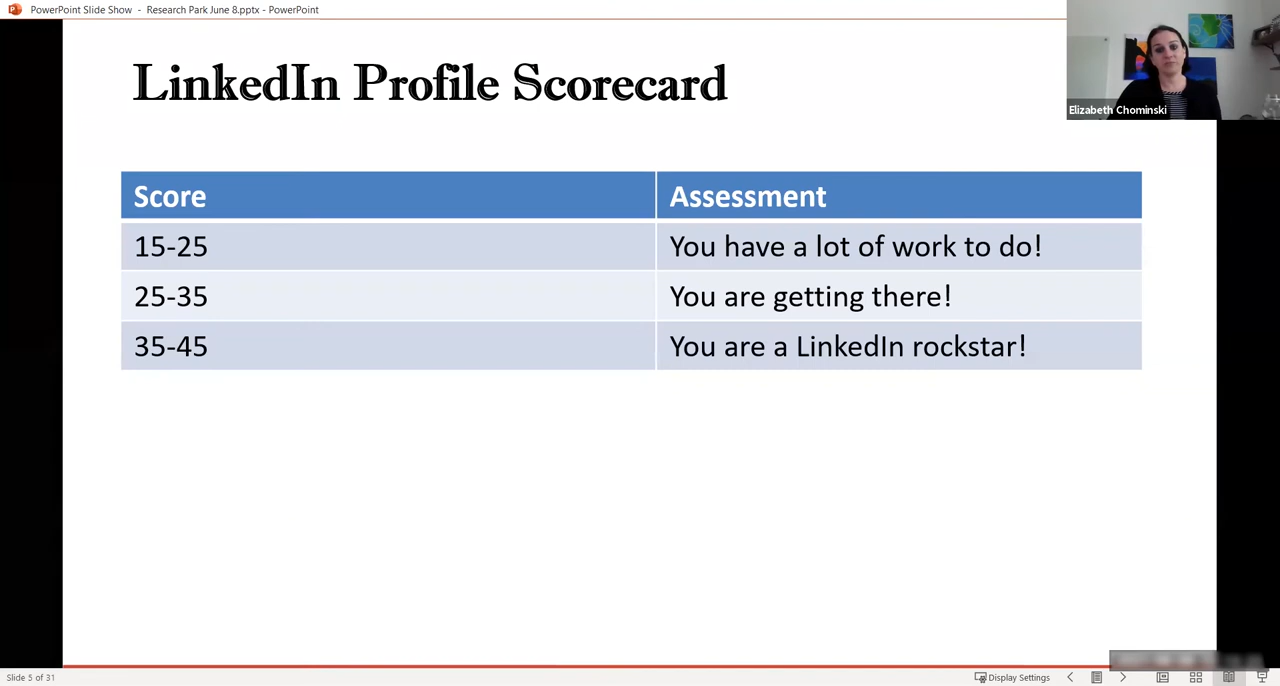 PowerPoint Slide Show - Research Park June 8.pptx - PowerPoint
LinkedIn Profile Scorecard
Elizabeth Chominski
Score Assessment
15-25 You have a lot of work to do!
25-35 You are getting there!
35-45 You are a LinkedIn rockstar!
Slide 5 of 31
Display Settings